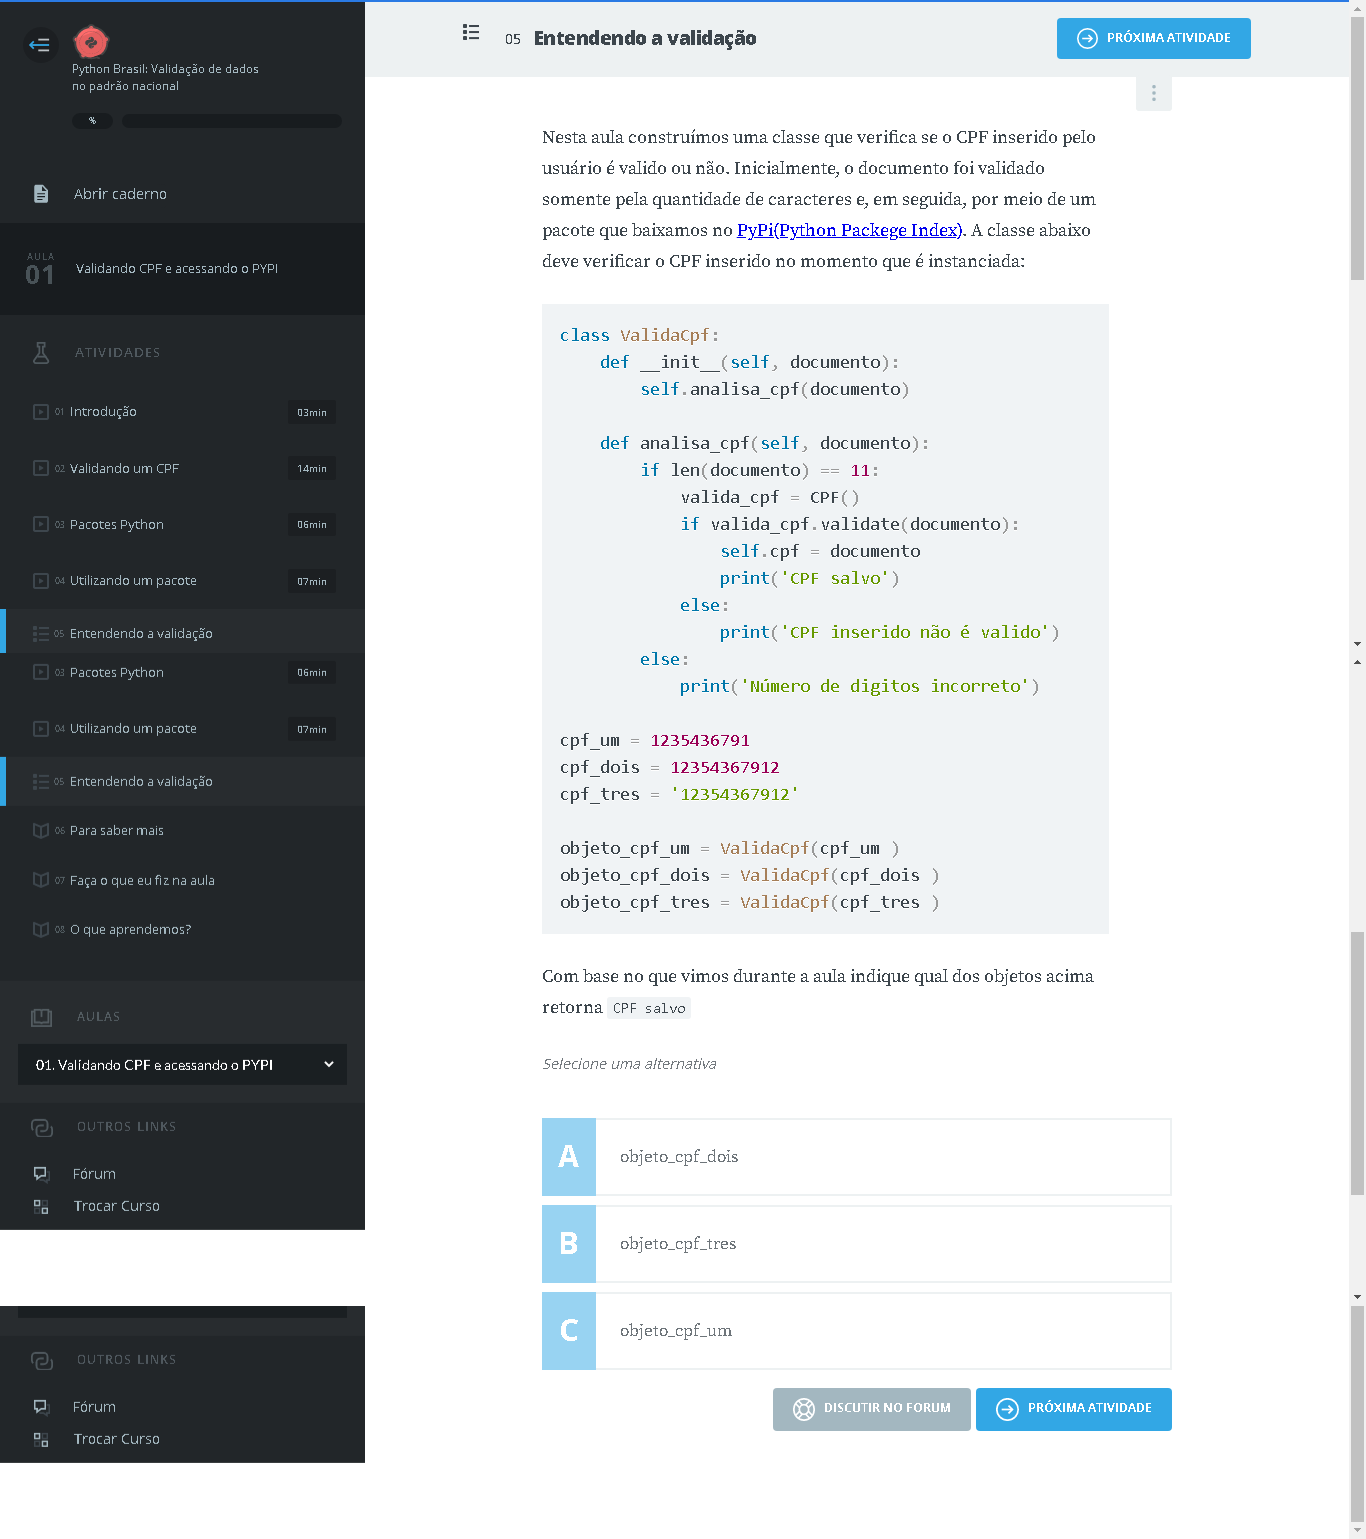 Python Brasil: Validação de dados
no padrão nacional
%
Abrir caderno
AULA
01
Validando CPF e acessando o PYPI
ATIVIDADES
01 Introdução 03min
02 Validando um CPF 14min
03 Pacotes Python 06min
04 Utilizando um pacote 07min
05 Entendendo a validação
03 Pacotes Python 06min
04 Utilizando um pacote 07min
05 Entendendo a validação
06 Para saber mais
07 Faça o que eu fiz na aula
08 O que aprendemos?
AULAS
01. Validando CPF e acessando o PYPI
OUTROS LINKS
Fórum
Trocar Curso
OUTROS LINKS
Fórum
Trocar Curso
05 Entendendo a validação
PRÓXIMA ATIVIDADE
Nesta aula construímos uma classe que verifica se o CPF inserido pelo
usuário é valido ou não. Inicialmente, o documento foi validado
somente pela quantidade de caracteres e, em seguida, por meio de um
pacote que baixamos no PyPi(Python Packege Index). A classe abaixo
deve verificar o CPF inserido no momento que é instanciada:
class ValidaCpf:
    def __init__(self, documento):
        self.analisa_cpf(documento)
    def analisa_cpf(self, documento):
        if len(documento) == 11:
            valida_cpf = CPF()
            if valida_cpf.validate(documento):
                self.cpf = documento
                print('CPF salvo')
            else:
                print('CPF inserido não é valido')
        else:
            print('Número de digitos incorreto')
cpf_um = 1235436791
cpf_dois = 12354367912
cpf_tres = '12354367912'
objeto_cpf_um = ValidaCpf(cpf_um )
objeto_cpf_dois = ValidaCpf(cpf_dois )
objeto_cpf_tres = ValidaCpf(cpf_tres )
Com base no que vimos durante a aula indique qual dos objetos acima
retorna CPF salvo
Selecione uma alternativa
A objeto_cpf_dois
B objeto_cpf_tres
C objeto_cpf_um
DISCUTIR NO FORUM
PRÓXIMA ATIVIDADE